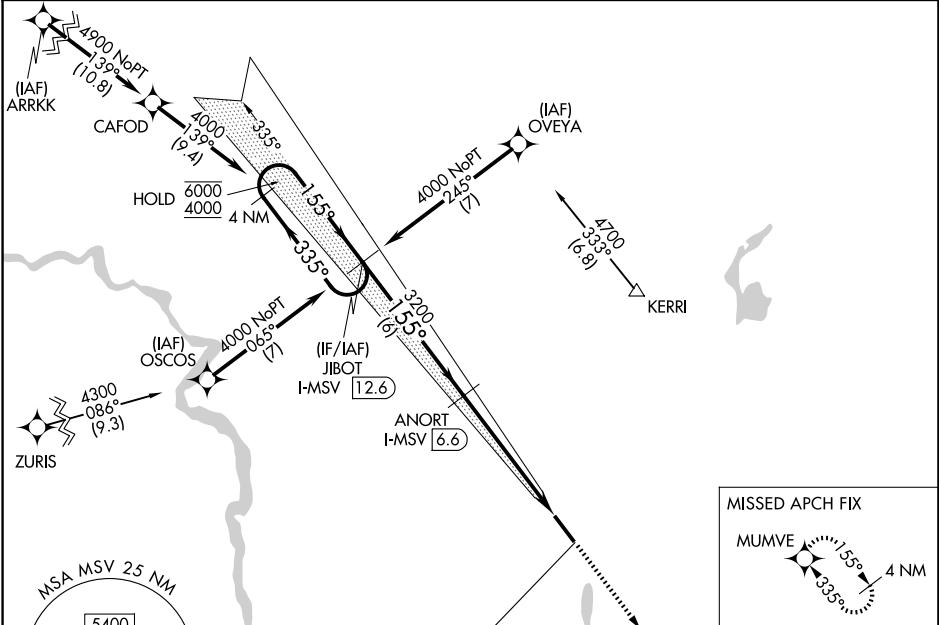 4900 NoPT
139°
(10.8)
(IAF)
ARRKK
CAFOD
4000
139°
(9.4)
335°
(IAF)
OVEYA
4000 NoPT
245°
(7)
HOLD
6000
4000
4 NM
155°
335°
4700
333°
(6.8)
KERRI
4000 NoPT
065°
(7)
(IAF)
OSCOS
3200
155°
(6)
(IF/IAF)
JIBOT
I-MSV 12.6
4300
086°
(9.3)
ZURIS
ANORT
I-MSV 6.6
MISSED APCH FIX
MUMVE
155°
335°
4 NM
MSA MSV 25 NM
5400